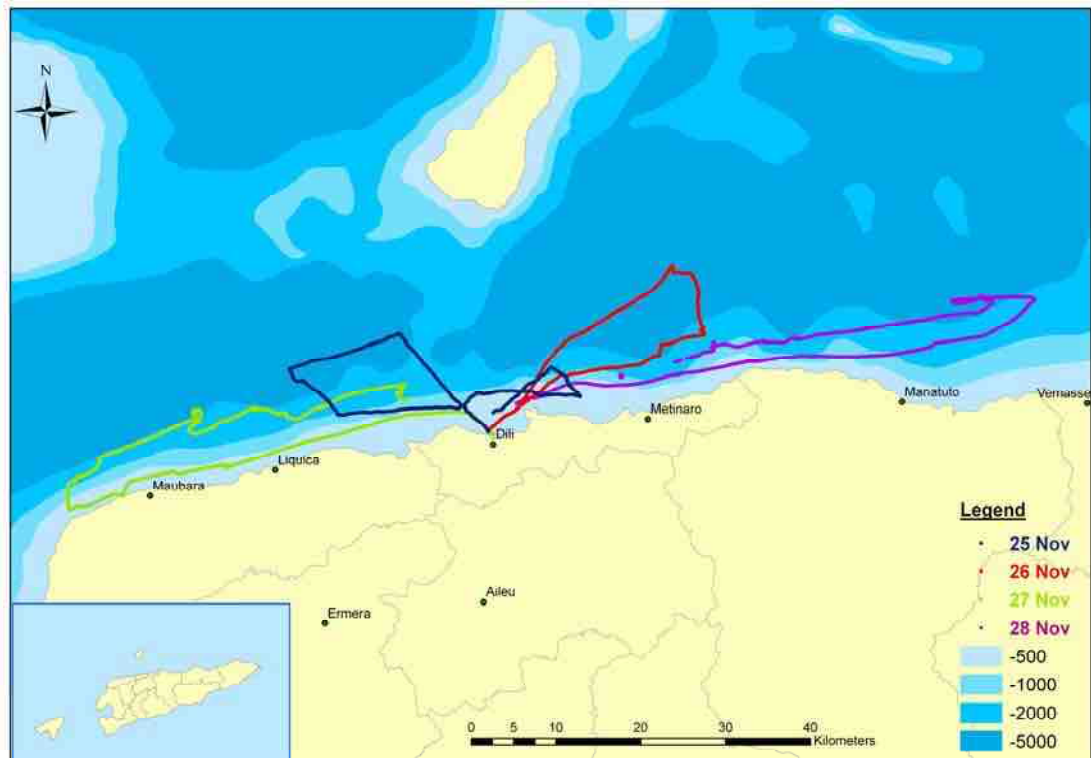 N
Manatuto
Vemasse
Metinaro
Dili
Liquica
Maubara
Aileu
Ermera
Legend
25 Nov
26 Nov
27 Nov
28 Nov
-500
-1000
-2000
-5000
0 5 10 20 30 40
Kilometers